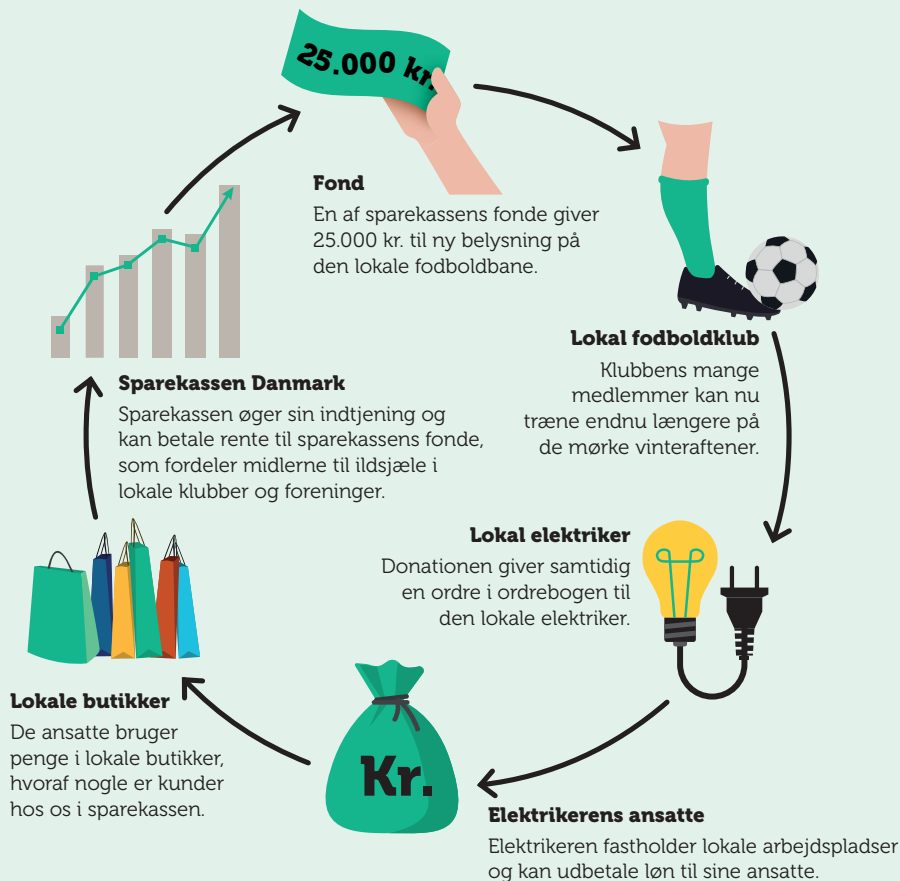 25.000 kr.
Fond
En af sparekassens fonde giver
25.000 kr. til ny belysning på
den lokale fodboldbane.
Lokal fodboldklub
Klubbens mange
medlemmer kan nu
træne endnu længere på
de mørke vinteraftener.
Lokal elektriker
Donationen giver samtidig
en ordre i ordrebogen til
den lokale elektriker.
Elektrikerens ansatte
Elektrikeren fastholder lokale arbejdspladser
og kan udbetale løn til sine ansatte.
Kr.
Lokale butikker
De ansatte bruger
penge i lokale butikker,
hvoraf nogle er kunder
hos os i sparekassen.
Sparekassen Danmark
Sparekassen øger sin indtjening og
kan betale rente til sparekassens fonde,
som fordeler midlerne til ildsjæle i
lokale klubber og foreninger.